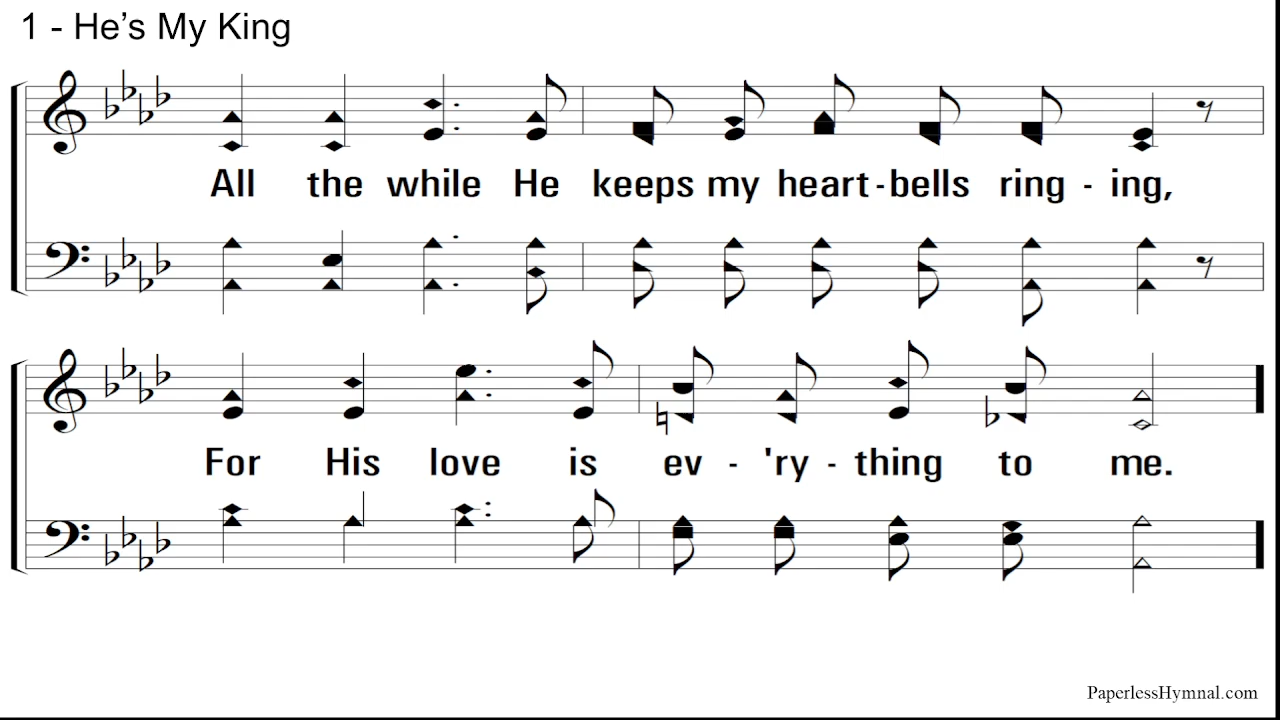 1 - He’s My King
All the while He keeps my heart-bells ring - ing,
For His love is ev - 'ry - thing to me.
PaperlessHymnal.com